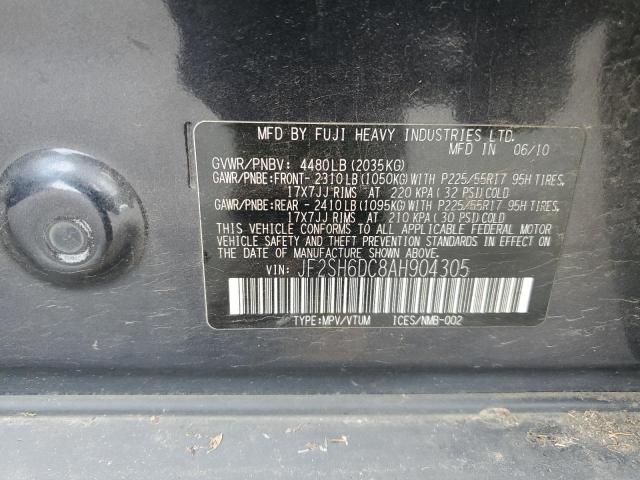 MFD BY FUJI HEAVY INDUSTRIES LTD.
MFD IN 06/10
GVWR/PNBV: 4480LB(2035KG)
GAWR/PNBE:FRONT- 2310LB(1050KG)WITH P225/55R17 95H TIRES,
17X7JJ RIMS AT 220 KPA(32 PSI)COLD
GAWR/PNBE:REAR - 2410LB(1095KG)WITH P225/55R17 95H TIRES,
17X7JJ RIMS AT 210 KPA(30 PSI)COLD
THIS VEHICLE CONFORMS TO ALL APPLICABLE FEDERAL MOTOR
VEHICLE SAFETY AND THEFT PREVENTION STANDARDS IN EFFECT
ON THE DATE OF MANUFACTURE SHOWN ABOVE.
VIN: JF2SH6DC8AH904305
TYPE:MPV/VTUM ICES/NMB-002